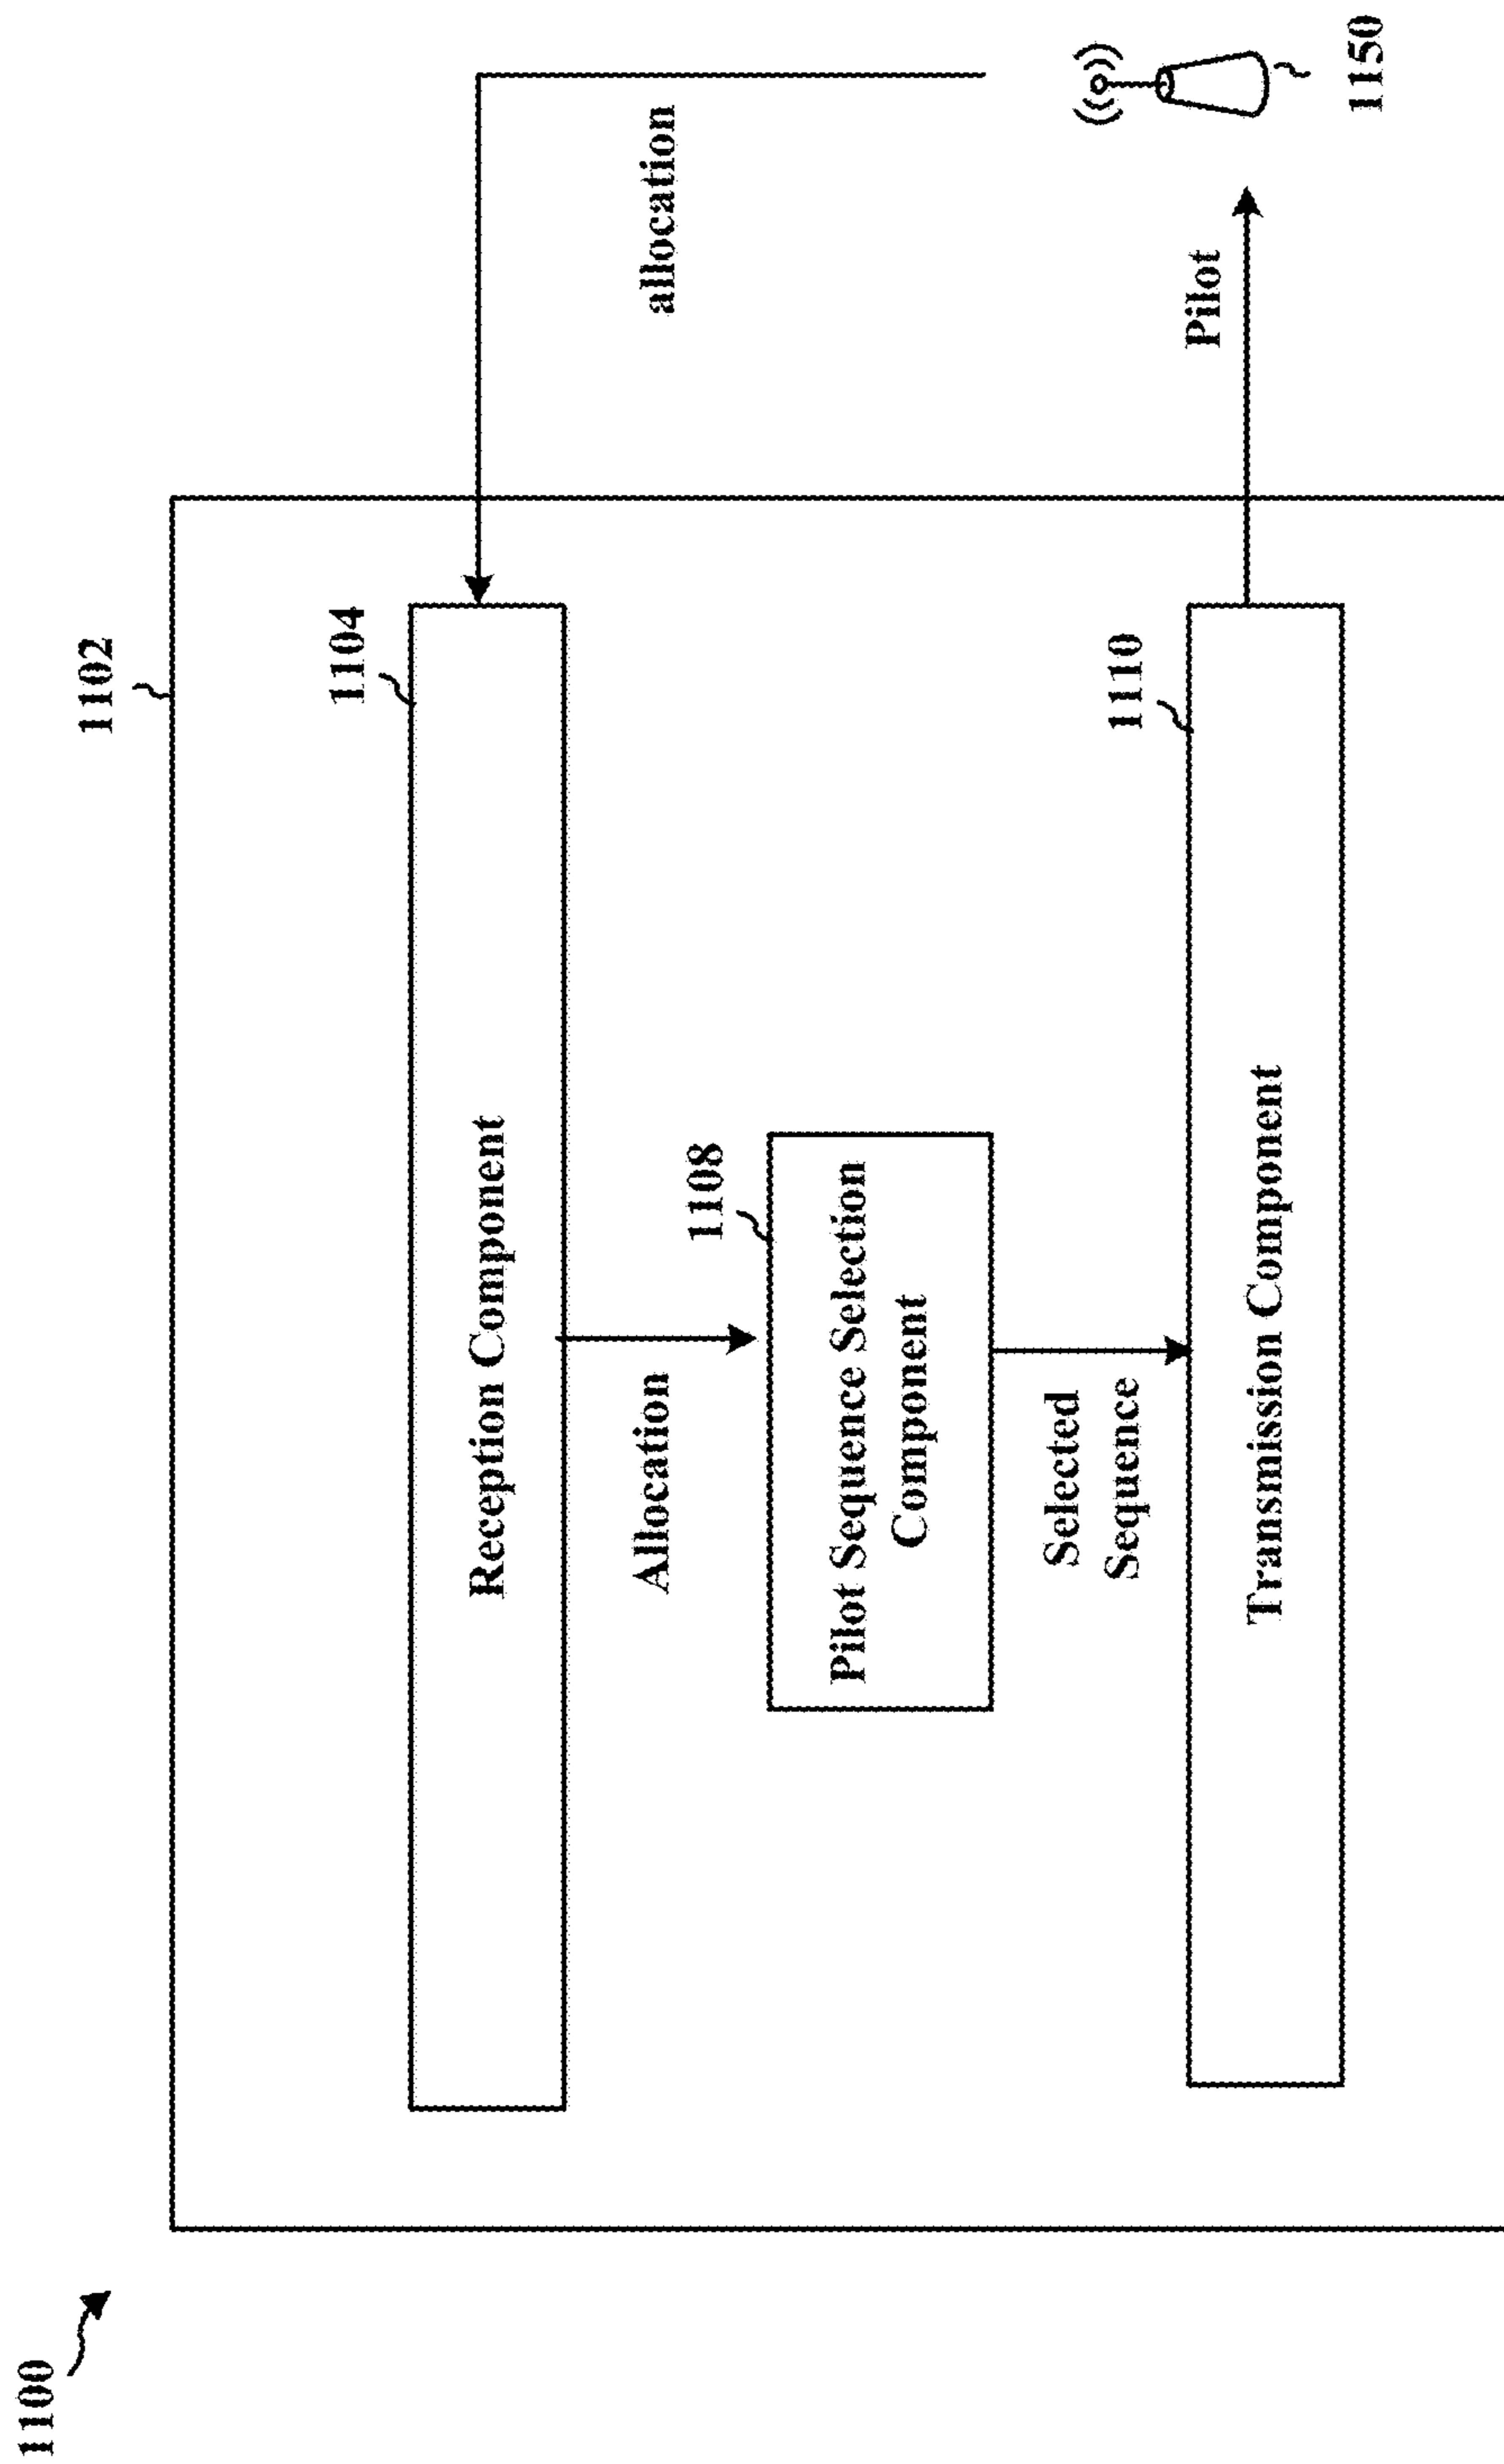 1100
1102
1104
Reception Component
allocation
Allocation
1108
Pilot Sequence Selection
Component
Selected
Sequence
1110
Transmission Component
Pilot
1150